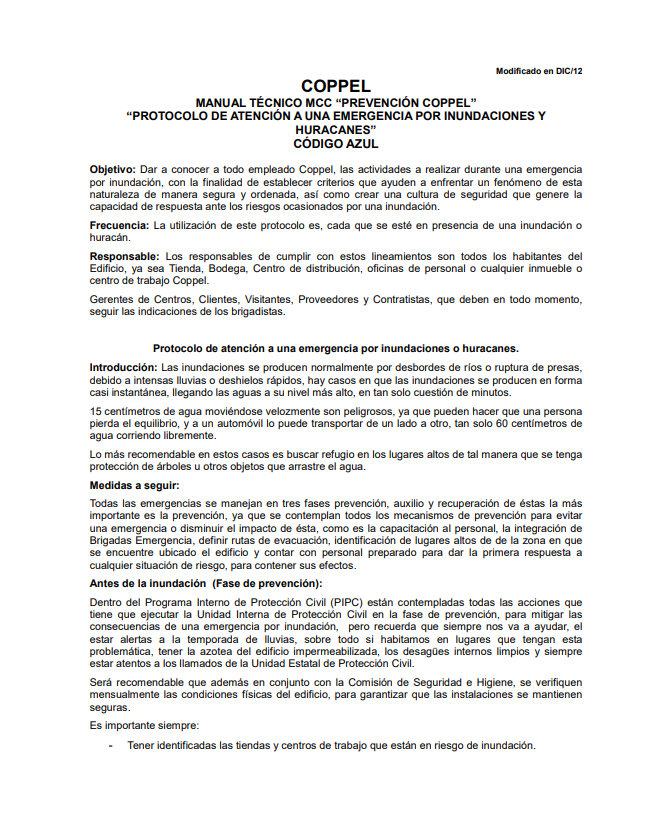 Modificado en DIC/12
COPPEL
MANUAL TÉCNICO MCC “PREVENCIÓN COPPEL”
“PROTOCOLO DE ATENCIÓN A UNA EMERGENCIA POR INUNDACIONES Y
HURACANES”
CÓDIGO AZUL
Objetivo: Dar a conocer a todo empleado Coppel, las actividades a realizar durante una emergencia
por inundación, con la finalidad de establecer criterios que ayuden a enfrentar un fenómeno de esta
naturaleza de manera segura y ordenada, así como crear una cultura de seguridad que genere la
capacidad de respuesta ante los riesgos ocasionados por una inundación.
Frecuencia: La utilización de este protocolo es, cada que se esté en presencia de una inundación o
huracán.
Responsable: Los responsables de cumplir con estos lineamientos son todos los habitantes del
Edificio, ya sea Tienda, Bodega, Centro de distribución, oficinas de personal o cualquier inmueble o
centro de trabajo Coppel.
Gerentes de Centros, Clientes, Visitantes, Proveedores y Contratistas, que deben en todo momento,
seguir las indicaciones de los brigadistas.
Protocolo de atención a una emergencia por inundaciones o huracanes.
Introducción: Las inundaciones se producen normalmente por desbordes de ríos o ruptura de presas,
debido a intensas lluvias o deshielos rápidos, hay casos en que las inundaciones se producen en forma
casi instantánea, llegando las aguas a su nivel más alto, en tan solo cuestión de minutos.
15 centímetros de agua moviéndose velozmente son peligrosos, ya que pueden hacer que una persona
pierda el equilibrio, y a un automóvil lo puede transportar de un lado a otro, tan solo 60 centímetros de
agua corriendo libremente.
Lo más recomendable en estos casos es buscar refugio en los lugares altos de tal manera que se tenga
protección de árboles u otros objetos que arrastre el agua.
Medidas a seguir:
Todas las emergencias se manejan en tres fases prevención, auxilio y recuperación de éstas la más
importante es la prevención, ya que se contemplan todos los mecanismos de prevención para evitar
una emergencia o disminuir el impacto de ésta, como es la capacitación al personal, la integración de
Brigadas Emergencia, definir rutas de evacuación, identificación de lugares altos de de la zona en que
se encuentre ubicado el edificio y contar con personal preparado para dar la primera respuesta a
cualquier situación de riesgo, para contener sus efectos.
Antes de la inundación (Fase de prevención):
Dentro del Programa Interno de Protección Civil (PIPC) están contempladas todas las acciones que
tiene que ejecutar la Unidad Interna de Protección Civil en la fase de prevención, para mitigar las
consecuencias de una emergencia por inundación, pero recuerda que siempre nos va a ayudar, el
estar alertas a la temporada de lluvias, sobre todo si habitamos en lugares que tengan esta
problemática, tener la azotea del edificio impermeabilizada, los desagües internos limpios y siempre
estar atentos a los llamados de la Unidad Estatal de Protección Civil.
Será recomendable que además en conjunto con la Comisión de Seguridad e Higiene, se verifiquen
mensualmente las condiciones físicas del edificio, para garantizar que las instalaciones se mantienen
seguras.
Es importante siempre:
- Tener identificadas las tiendas y centros de trabajo que están en riesgo de inundación.